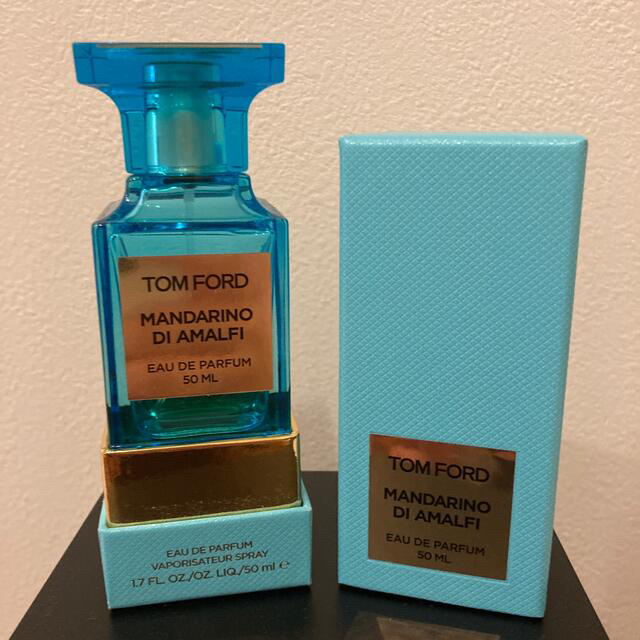 TOM FORD
MANDARINO
DI AMALFI
EAU DE PARFUM
50 ML
EAU DE PARFUM
VAPORISATEUR SPRAY
1.7 FL. OZ./OZ. LIQ./50 ml ℮
TOM FORD
MANDARINO
DI AMALFI
EAU DE PARFUM
50 ML